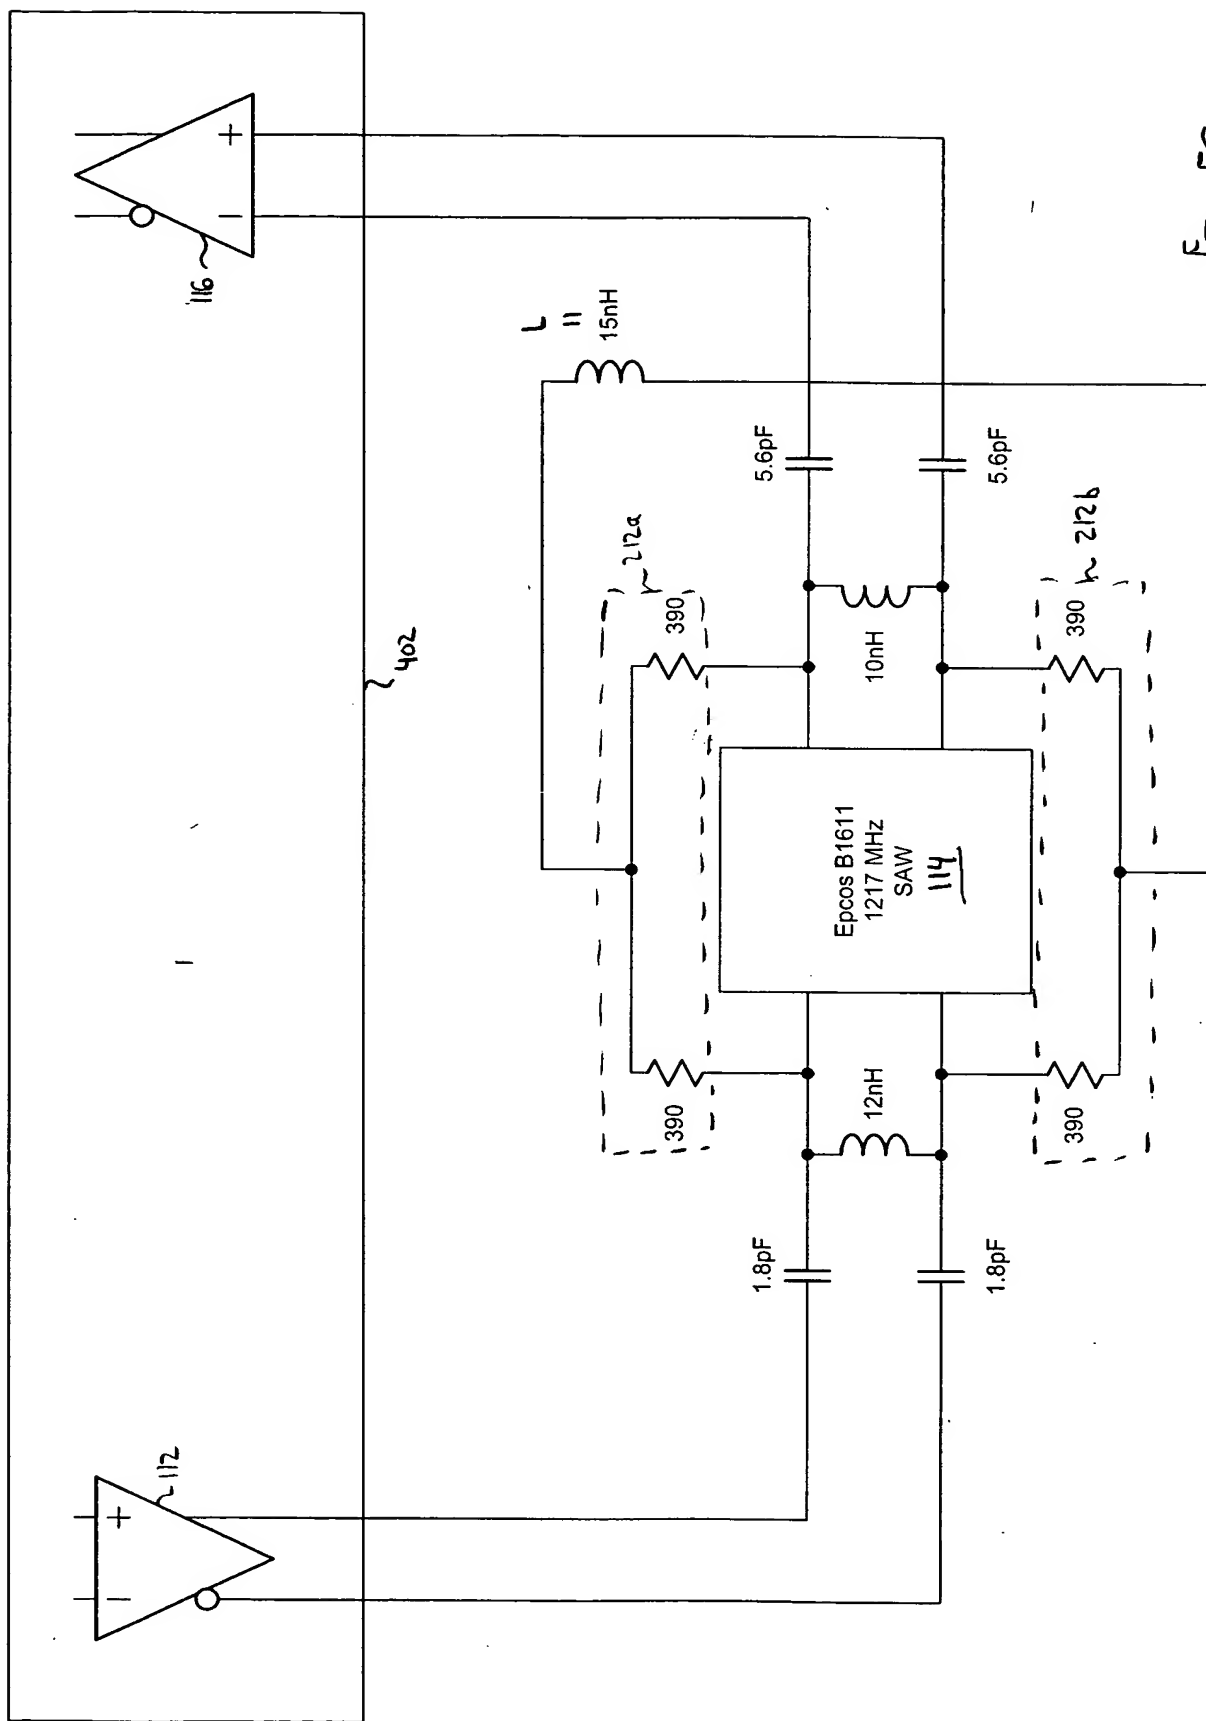 112
+
−
+
−
116
402
L
=
15nH
212a
390
390
1.8pF
1.8pF
12nH
Epcos B1611
1217 MHz
SAW
114
10nH
5.6pF
5.6pF
390
390
212b